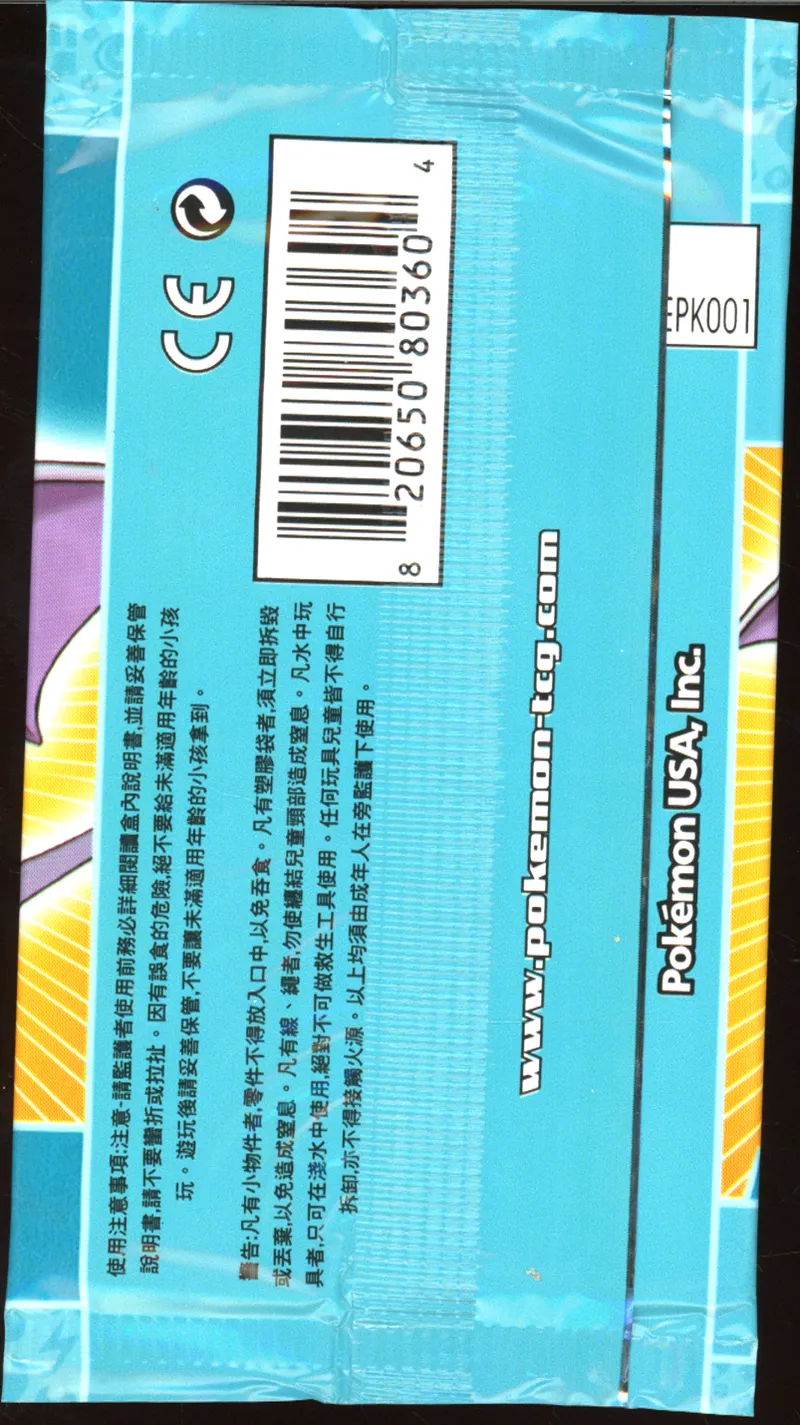 使用注意事項:注意-請監護者使用前務必詳細閱讀盒內說明書,並請妥善保管
說明書,請不要彎折或拉扯。因有誤食的危險,絕不要給未滿適用年齡的小孩
玩。遊玩後請妥善保管,不要讓未滿適用年齡的小孩拿到。
警告:凡有小物件者,零件不得放入口中,以免吞食。凡有塑膠袋者,須立即拆毀
或丟棄,以免造成窒息。凡有線、繩者,勿使纏結兒童頸部造成窒息。凡水中玩
具者,只可在淺水中使用,絕對不可做救生工具使用。任何玩具兒童皆不得自行
拆卸,亦不得接觸火源。以上均須由成年人在旁監護下使用。
CE
8 20650 80360 4
www.pokemon-tcg.com
Pokémon USA, Inc.
EPK001